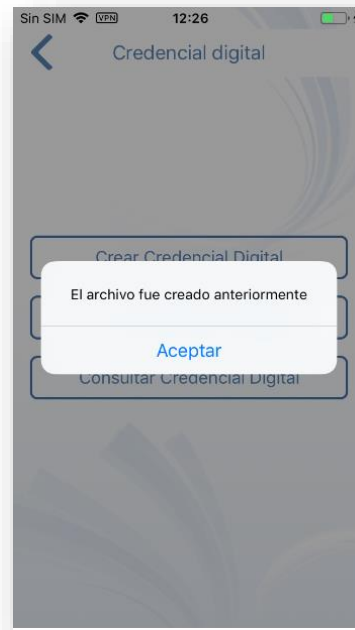 Sin SIM VPN 12:26
Credencial digital
Crear Credencial Digital
El archivo fue creado anteriormente
Aceptar
Consultar Credencial Digital